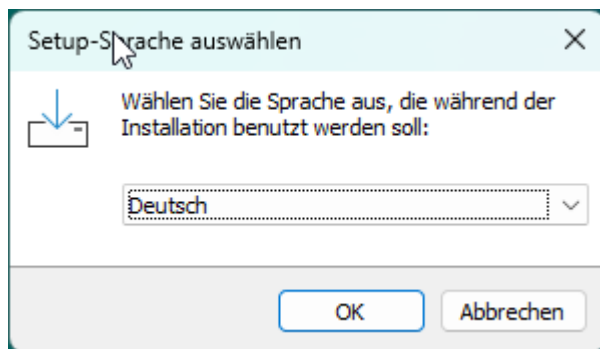 Setup-Sprache auswählen
Wählen Sie die Sprache aus, die während der
Installation benutzt werden soll:
Deutsch
OK
Abbrechen